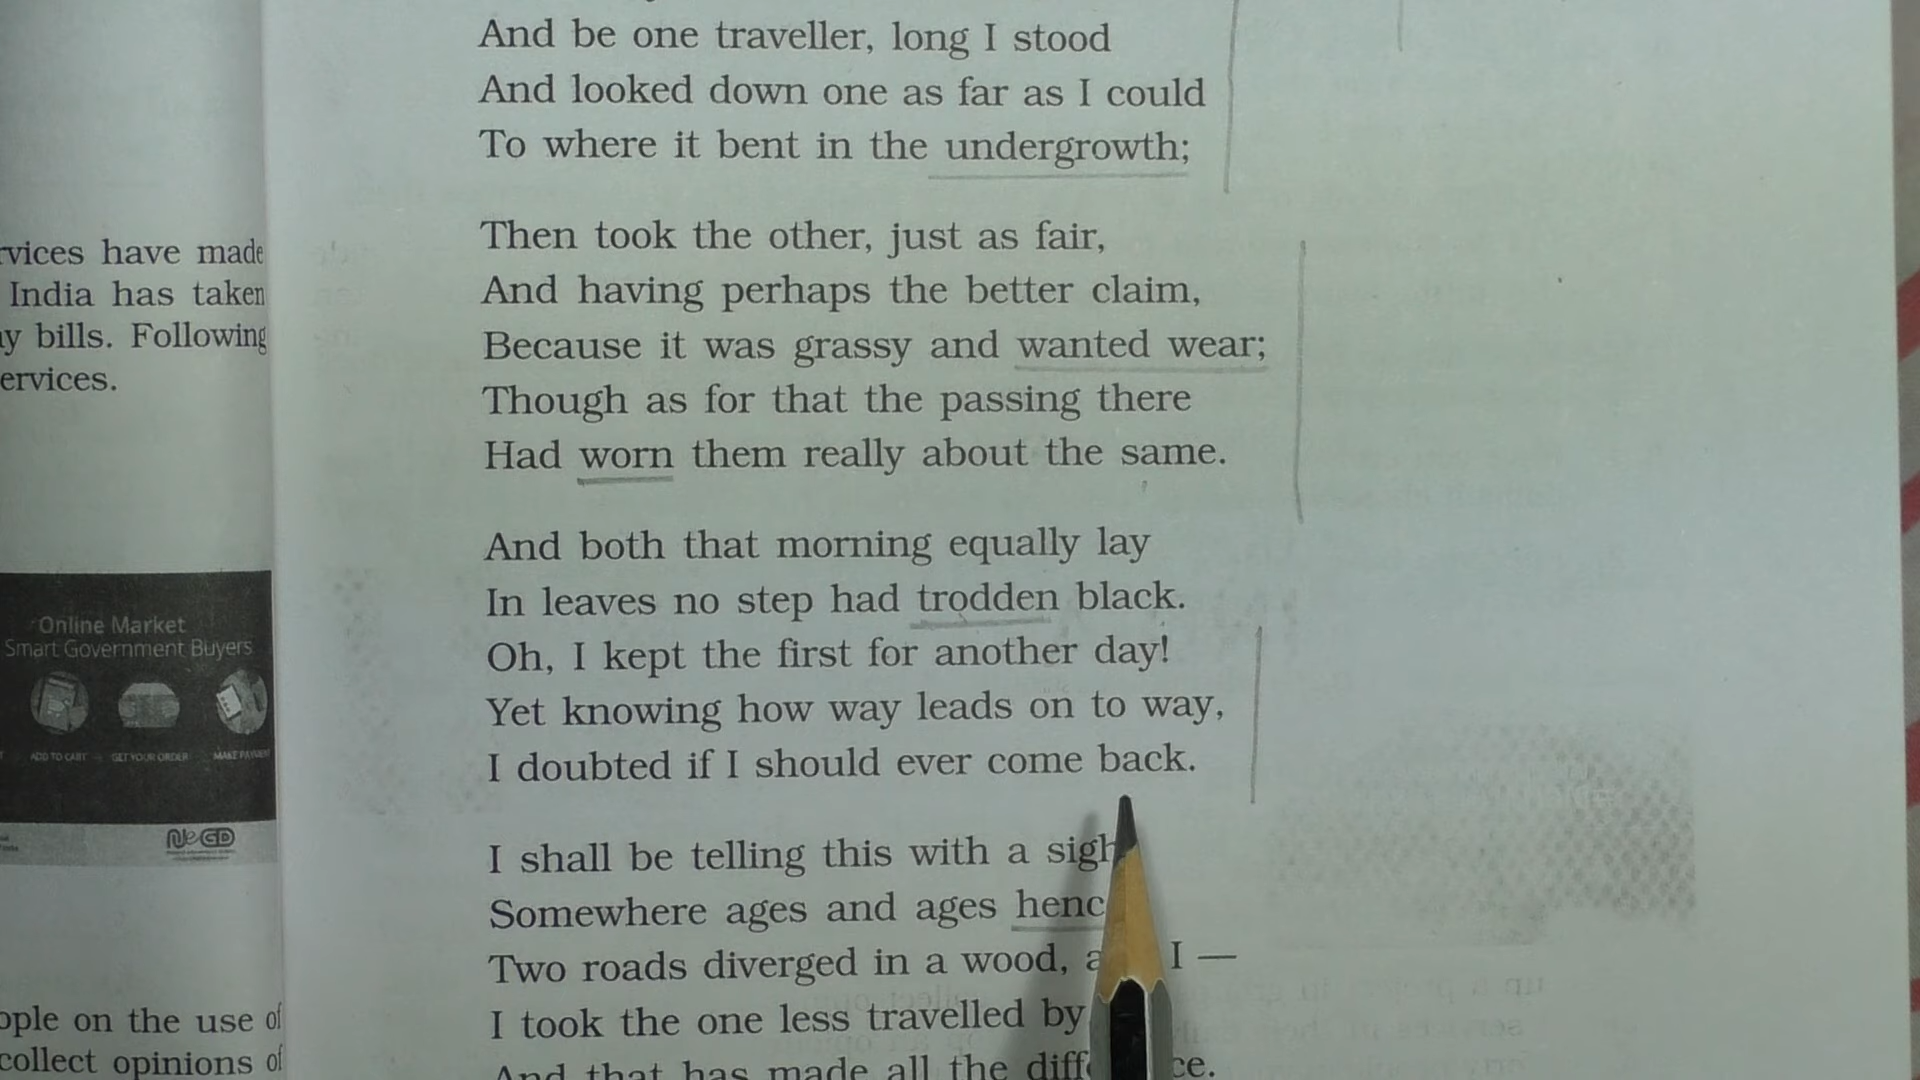 And be one traveller, long I stood
And looked down one as far as I could
To where it bent in the undergrowth;
Then took the other, just as fair,
And having perhaps the better claim,
Because it was grassy and wanted wear;
Though as for that the passing there
Had worn them really about the same.
And both that morning equally lay
In leaves no step had trodden black.
Oh, I kept the first for another day!
Yet knowing how way leads on to way,
I doubted if I should ever come back.
I shall be telling this with a sigh
Somewhere ages and ages henc
Two roads diverged in a wood, a I —
I took the one less travelled by
And that has made all the diff ce.
rvices have made
India has taken
ay bills. Following
ervices.
Online Market
Smart Government Buyers
ADD TO CART
GET YOUR ORDER
MAKE PAYMENT
NeGD
ople on the use of
collect opinions of